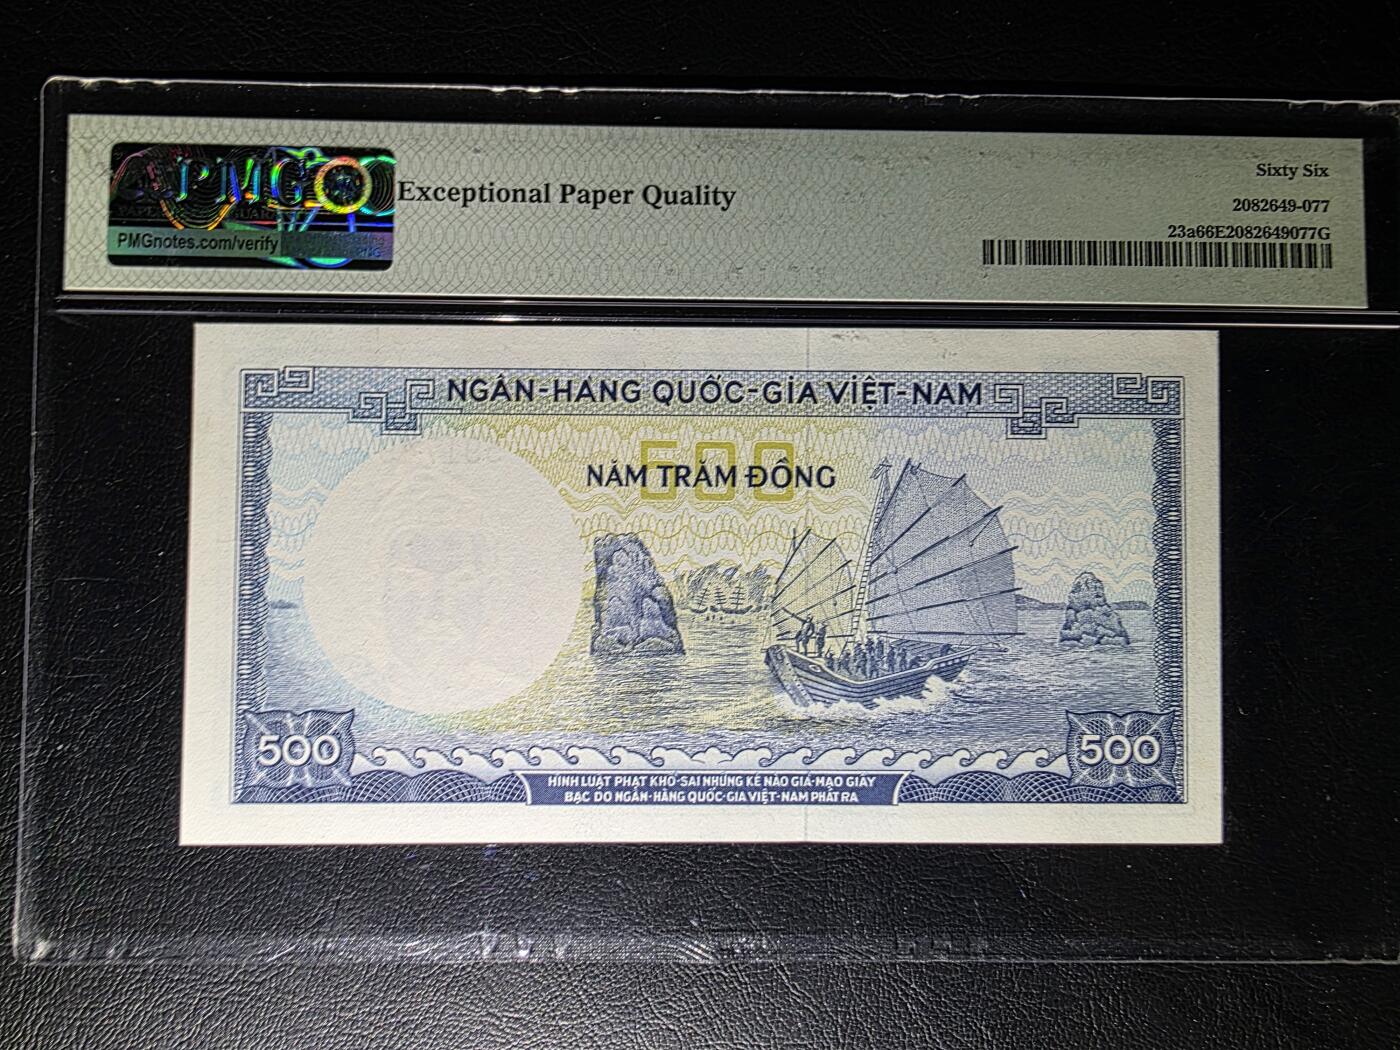 PMG
PMGnotes.com/verify
Exceptional Paper Quality
Sixty Six
2082649-077
23a66E2082649077G
NGÂN-HÀNG QUỐC-GIA VIỆT-NAM
500
NĂM TRĂM ĐỒNG
500
500
HÌNH LUẬT PHẠT KHỔ-SAI NHỮNG KẺ NÀO GIẢ-MẠO GIẤY
BẠC DO NGÂN-HÀNG QUỐC-GIA VIỆT-NAM PHÁT RA